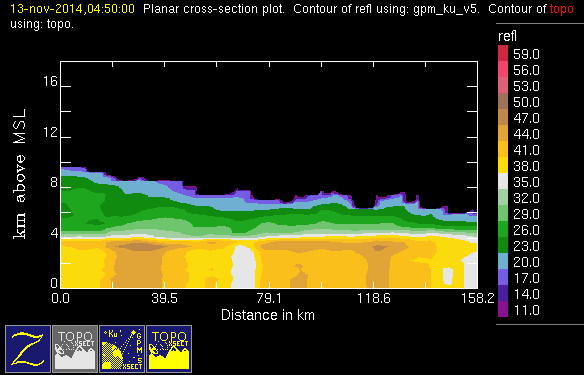 13-nov-2014,04:50:00 Planar cross-section plot. Contour of refl using: gpm_ku_v5. Contour of topo
using: topo.
refl
59.0
56.0
53.0
50.0
47.0
44.0
41.0
38.0
35.0
32.0
29.0
26.0
23.0
20.0
17.0
14.0
11.0
km above MSL
16
12
8
4
0
0.0 39.5 79.1 118.6 158.2
Distance in km
Z
TOPO
XSECT
"Ku"
GPM
XSECT
TOPO
XSECT